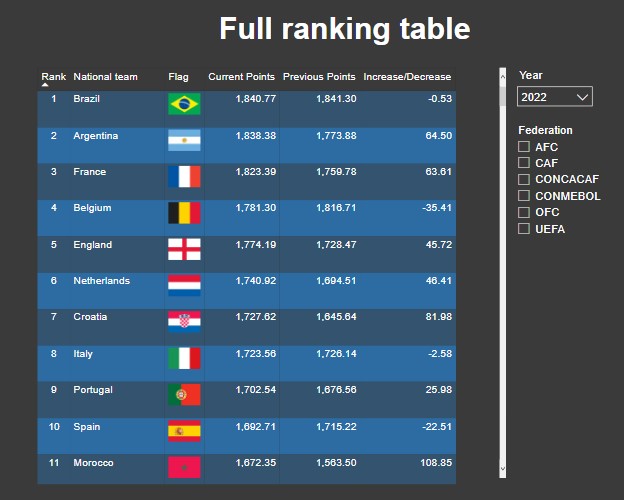 Full ranking table
Rank National team Flag Current Points Previous Points Increase/Decrease
1 Brazil 1,840.77 1,841.30 -0.53
2 Argentina 1,838.38 1,773.88 64.50
3 France 1,823.39 1,759.78 63.61
4 Belgium 1,781.30 1,816.71 -35.41
5 England 1,774.19 1,728.47 45.72
6 Netherlands 1,740.92 1,694.51 46.41
7 Croatia 1,727.62 1,645.64 81.98
8 Italy 1,723.56 1,726.14 -2.58
9 Portugal 1,702.54 1,676.56 25.98
10 Spain 1,692.71 1,715.22 -22.51
11 Morocco 1,672.35 1,563.50 108.85
Year
2022
Federation
AFC
CAF
CONCACAF
CONMEBOL
OFC
UEFA